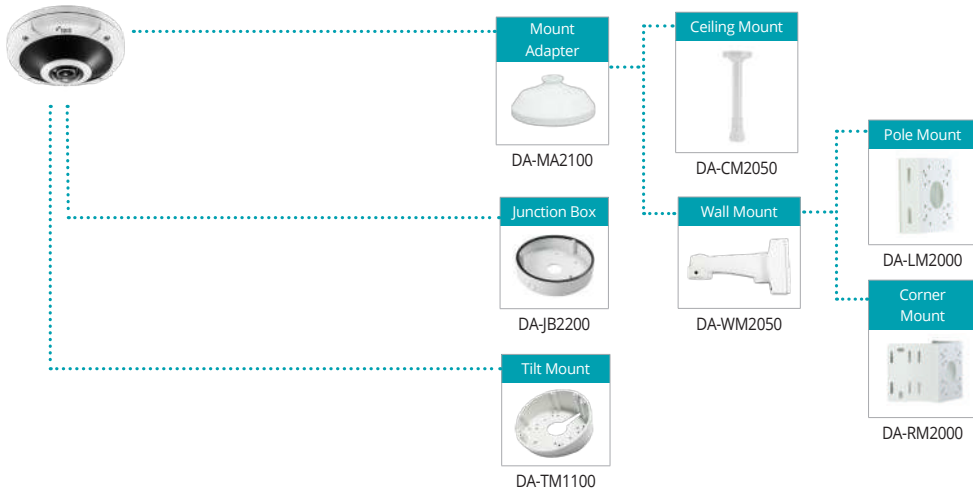 Mount
Adapter
DA-MA2100
Ceiling Mount
DA-CM2050
Pole Mount
DA-LM2000
Junction Box
DA-JB2200
Wall Mount
DA-WM2050
Corner
Mount
DA-RM2000
Tilt Mount
DA-TM1100